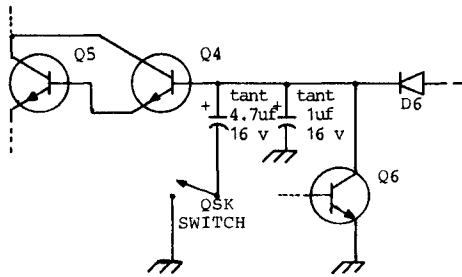 Q5
Q4
+
tant
4.7uf
16 v
+
tant
1uf
16 v
D6
Q6
QSK
SWITCH